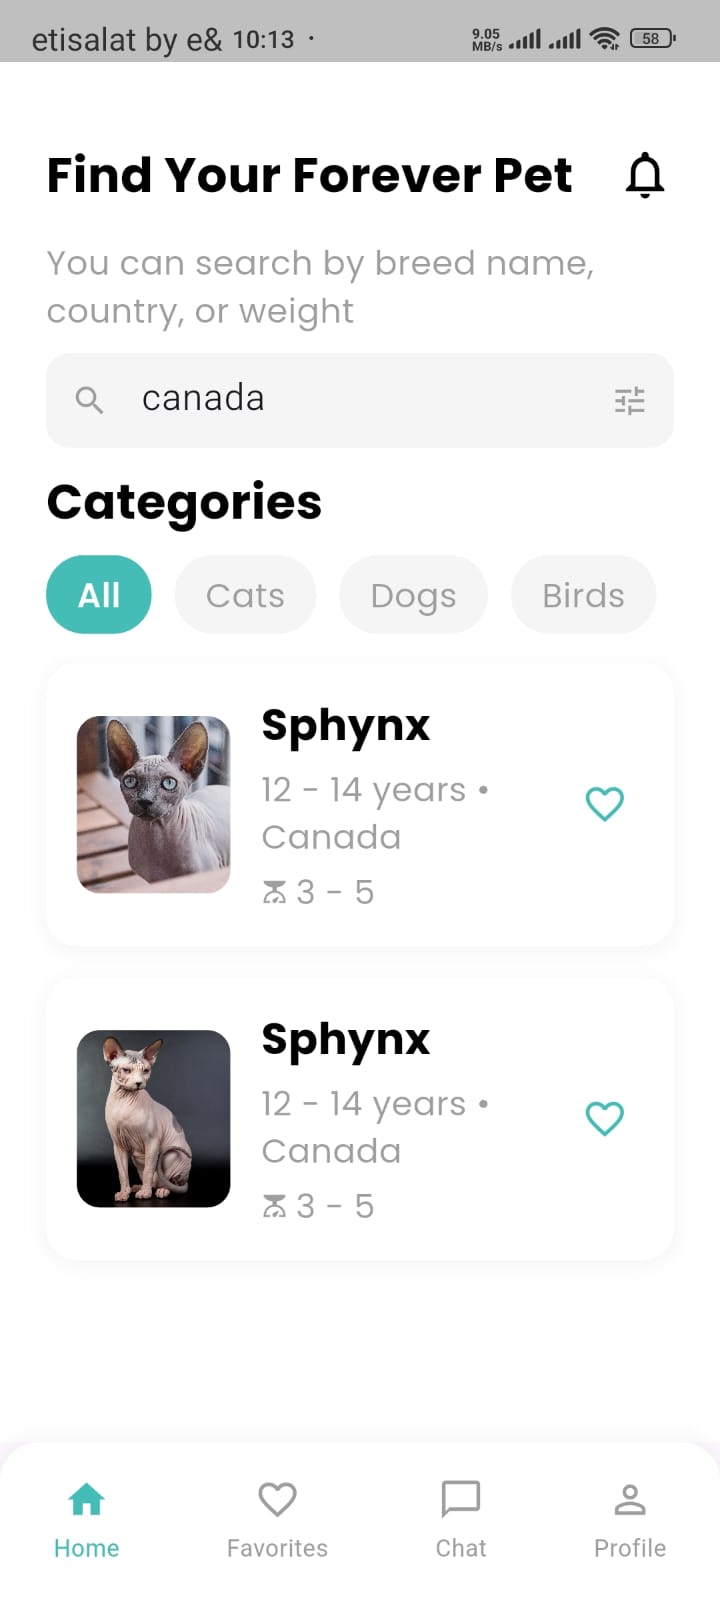 etisalat by e& 10:13 · 9.05 MB/s 58
Find Your Forever Pet
You can search by breed name,
country, or weight
canada
Categories
All Cats Dogs Birds
Sphynx
12 - 14 years •
Canada
3 - 5
Sphynx
12 - 14 years •
Canada
3 - 5
Home Favorites Chat Profile